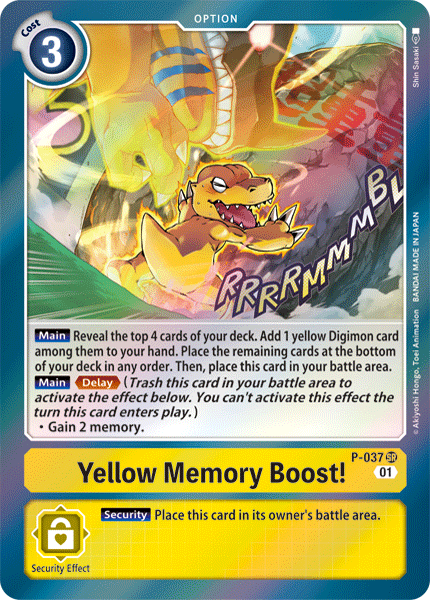 OPTION
Cost
3
Shin Sasaki
RRRRMMMMBL
Main Reveal the top 4 cards of your deck. Add 1 yellow Digimon card
among them to your hand. Place the remaining cards at the bottom
of your deck in any order. Then, place this card in your battle area.
Main Delay (Trash this card in your battle area to
activate the effect below. You can't activate this effect the
turn this card enters play.)
• Gain 2 memory.
© Akiyoshi Hongo, Toei Animation BANDAI MADE IN JAPAN
P-037 SR
Yellow Memory Boost!
01
Security Place this card in its owner's battle area.
Security Effect